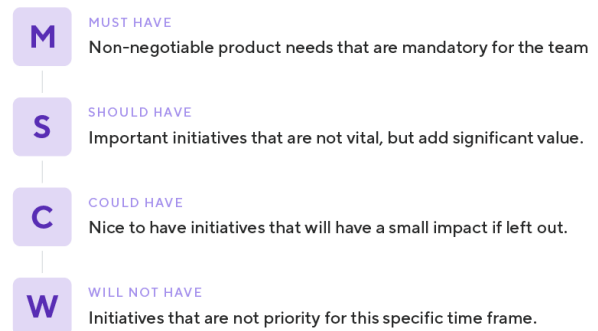 M
MUST HAVE
Non-negotiable product needs that are mandatory for the team
S
SHOULD HAVE
Important initiatives that are not vital, but add significant value.
C
COULD HAVE
Nice to have initiatives that will have a small impact if left out.
W
WILL NOT HAVE
Initiatives that are not priority for this specific time frame.